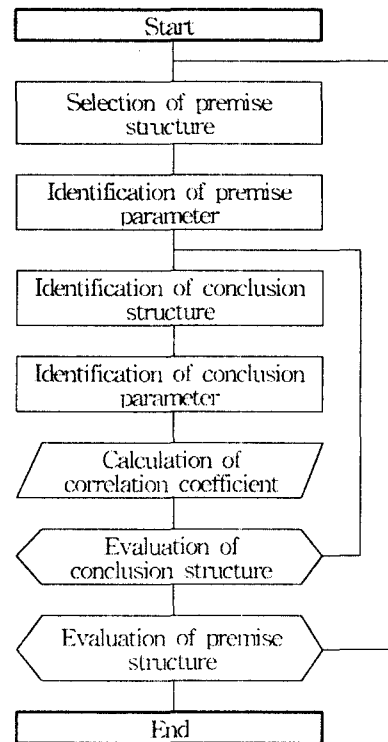 Start
Selection of premise
structure
Identification of premise
parameter
Identification of conclusion
structure
Identification of conclusion
parameter
Calculation of
correlation coefficient
Evaluation of
conclusion structure
Evaluation of premise
structure
End